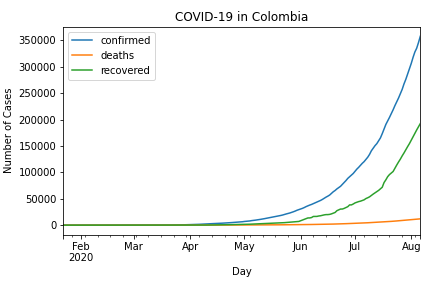 COVID-19 in Colombia
confirmed
deaths
recovered
Number of Cases
350000
300000
250000
200000
150000
100000
50000
0
Feb
2020
Mar
Apr
May
Jun
Jul
Aug
Day